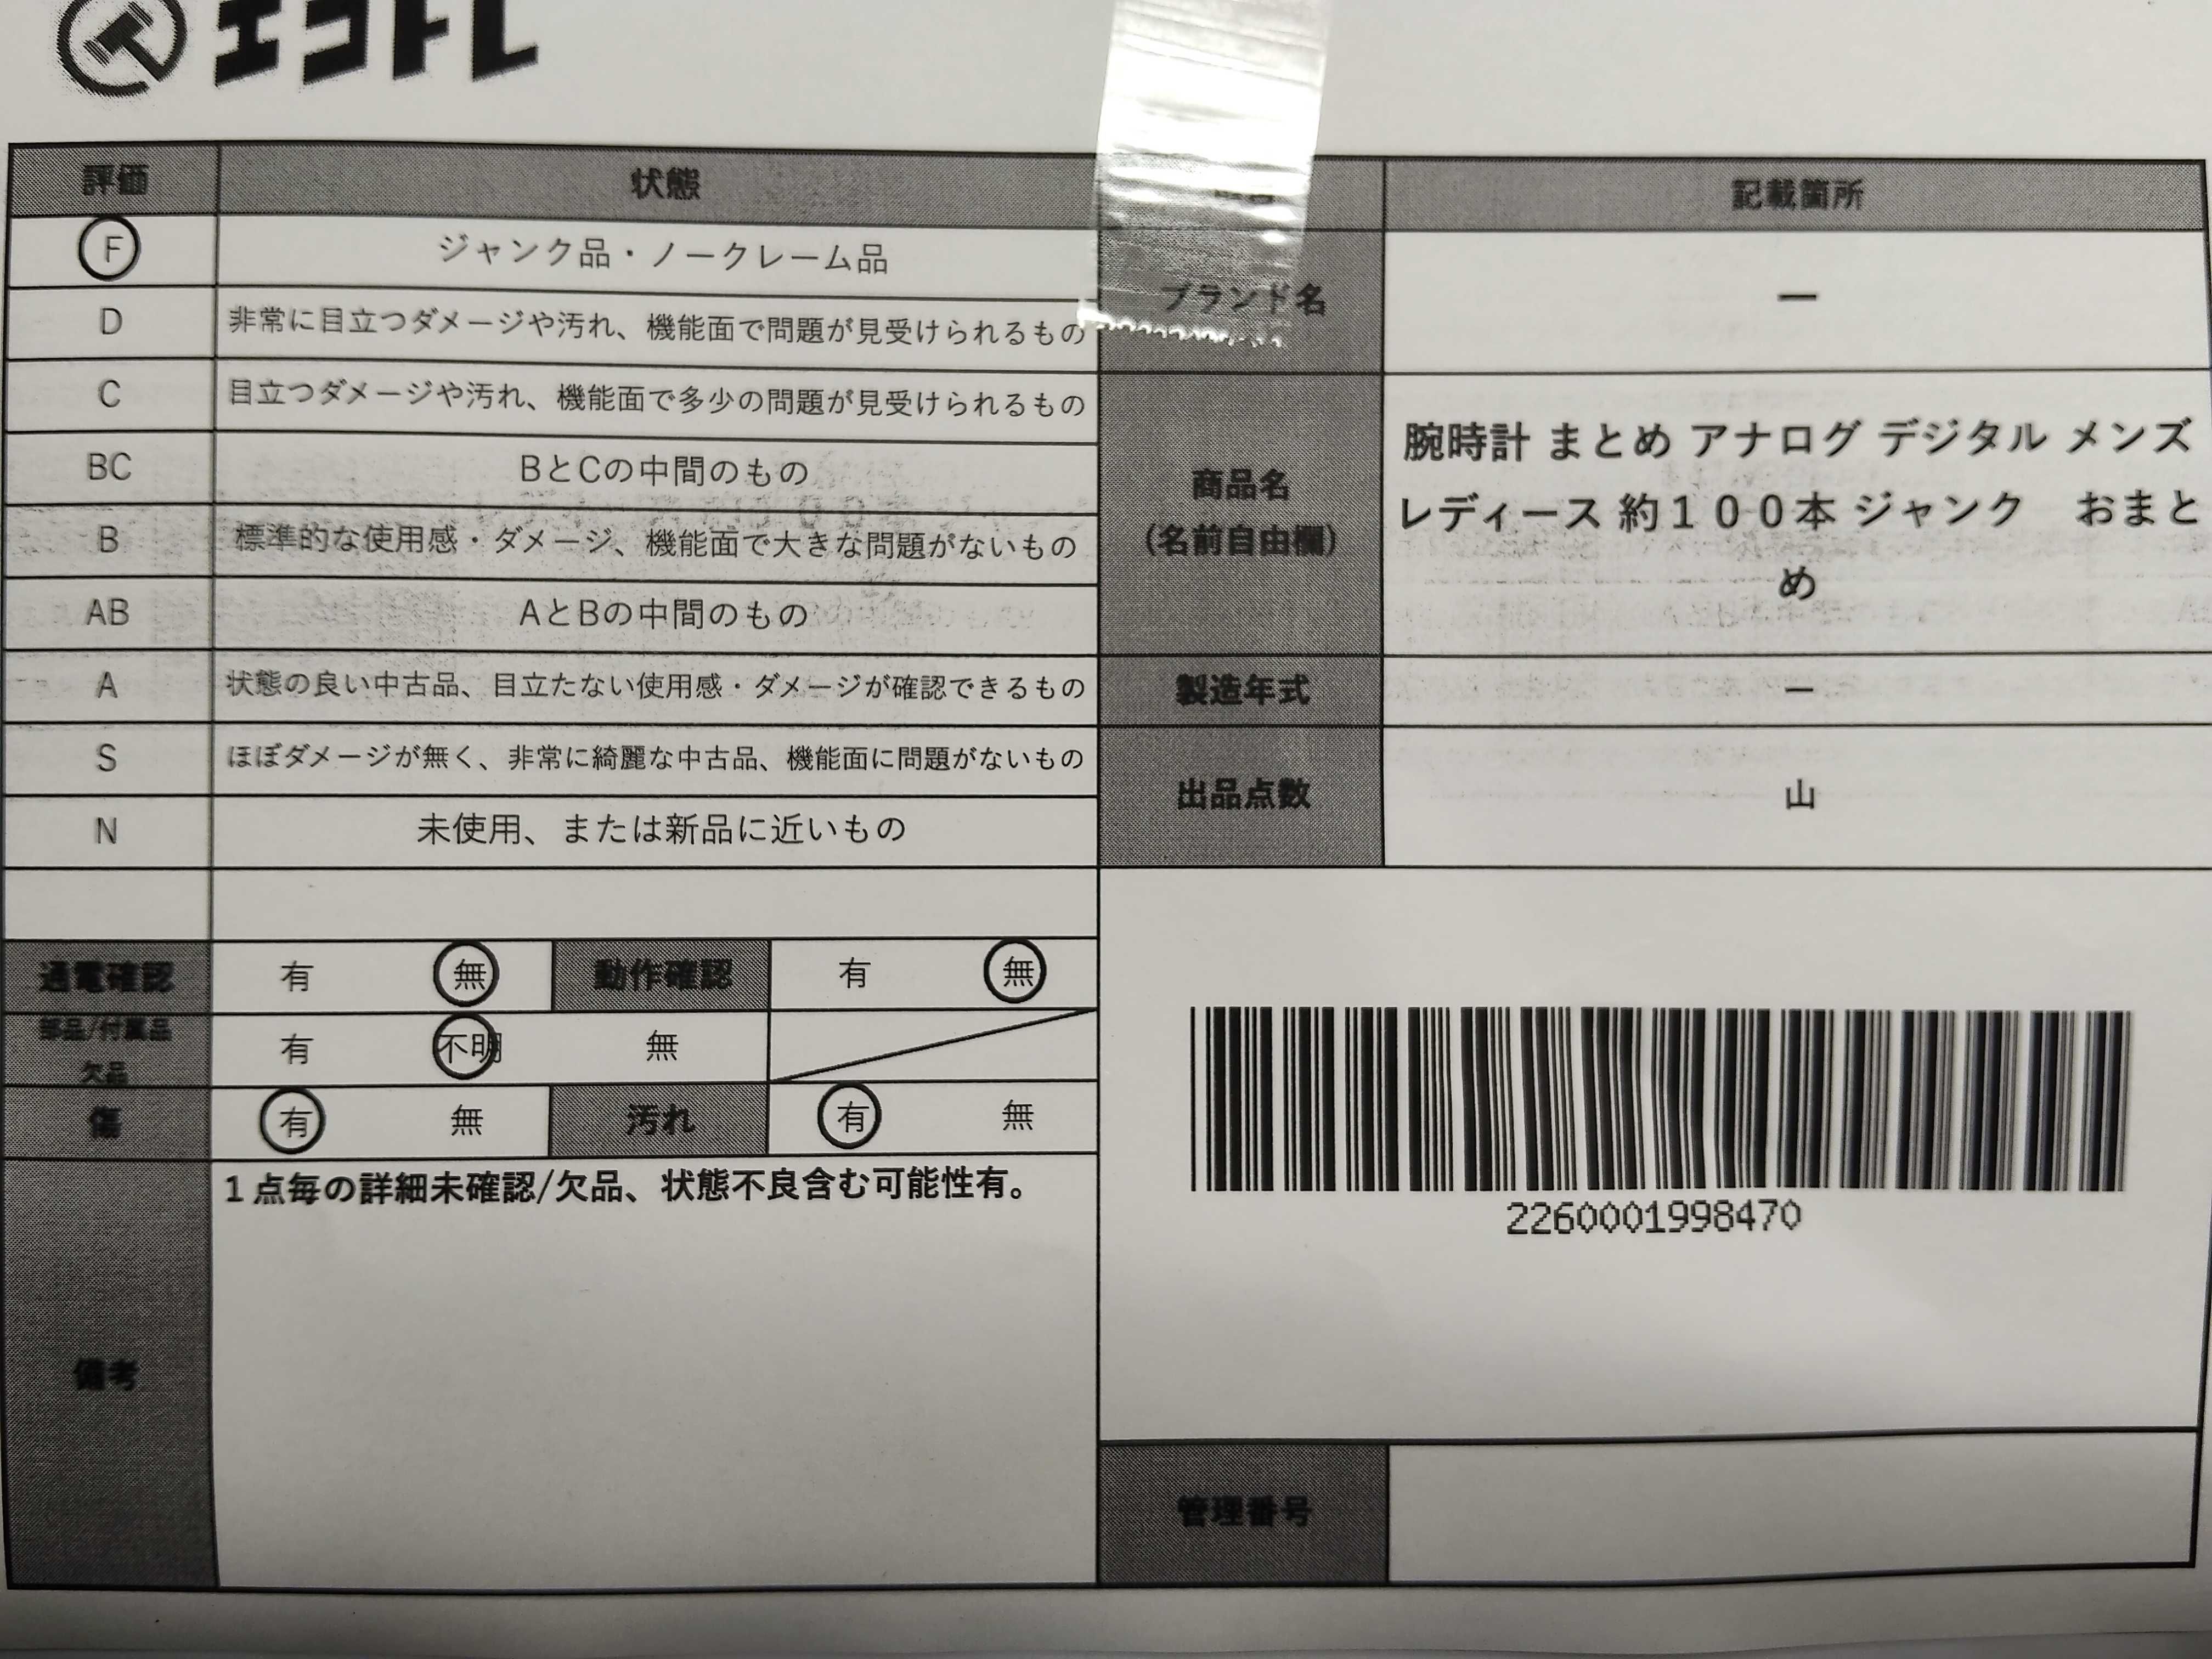 エコトレ
評価 状態
F ジャンク品・ノークレーム品
D 非常に目立つダメージや汚れ、機能面で問題が見受けられるもの
C 目立つダメージや汚れ、機能面で多少の問題が見受けられるもの
BC BとCの中間のもの
B 標準的な使用感・ダメージ、機能面で大きな問題がないもの
AB AとBの中間のもの
A 状態の良い中古品、目立たない使用感・ダメージが確認できるもの
S ほぼダメージが無く、非常に綺麗な中古品、機能面に問題がないもの
N 未使用、または新品に近いもの
通電確認 有 無 動作確認 有 無
部品/付属品
欠品
有 不明 無
傷 有 無 汚れ 有 無
備考
1点毎の詳細未確認/欠品、状態不良含む可能性有。
記載箇所
ブランド名 ー
商品名
(名前自由欄)
腕時計 まとめ アナログ デジタル メンズ
レディース 約１００本 ジャンク　おまと
め
製造年式 ー
出品点数 山
2260001998470
管理番号